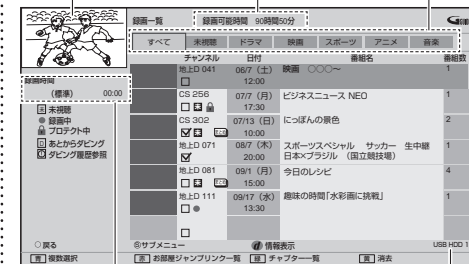 録画一覧 録画可能時間 90時間50分
すべて 未視聴 ドラマ 映画 スポーツ アニメ 音楽
チャンネル 日付 番組名 番組数
録画時間
(標準) 00:00
未 未視聴
録画中
プロテクト中
あとからダビング
ダビング履歴参照
地上D 041 06/7 (土) 映画 ○○○～ 1
12:00
CS 256 07/7 (月) ビジネスニュース NEO 1
未 17:30
CS 302 07/13 (日) にっぽんの景色 2
未 10:00
地上D 071 08/7 (木) スポーツスペシャル サッカー 生中継 1
20:00 日本×ブラジル (国立競技場)
地上D 081 09/1 (月) 今日のレシピ 4
未 15:00
地上D 111 09/17 (水) 趣味の時間「水彩画に挑戦」 1
13:30
戻る Ⓢサブメニュー d 情報表示 USB HDD 1
青 複数選択 赤 お部屋ジャンプリンク一覧 緑 チャプター一覧 黄 消去